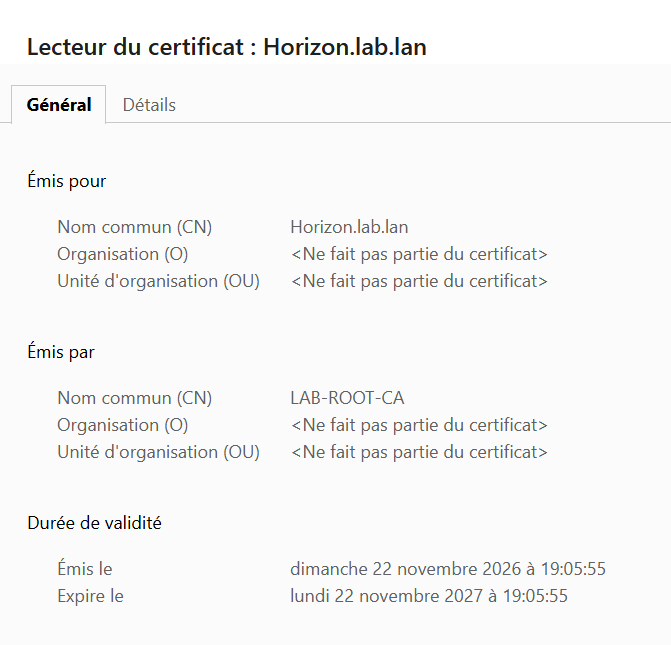 Lecteur du certificat : Horizon.lab.lan
Général Détails
Émis pour
Nom commun (CN) Horizon.lab.lan
Organisation (O) <Ne fait pas partie du certificat>
Unité d'organisation (OU) <Ne fait pas partie du certificat>
Émis par
Nom commun (CN) LAB-ROOT-CA
Organisation (O) <Ne fait pas partie du certificat>
Unité d'organisation (OU) <Ne fait pas partie du certificat>
Durée de validité
Émis le dimanche 22 novembre 2026 à 19:05:55
Expire le lundi 22 novembre 2027 à 19:05:55